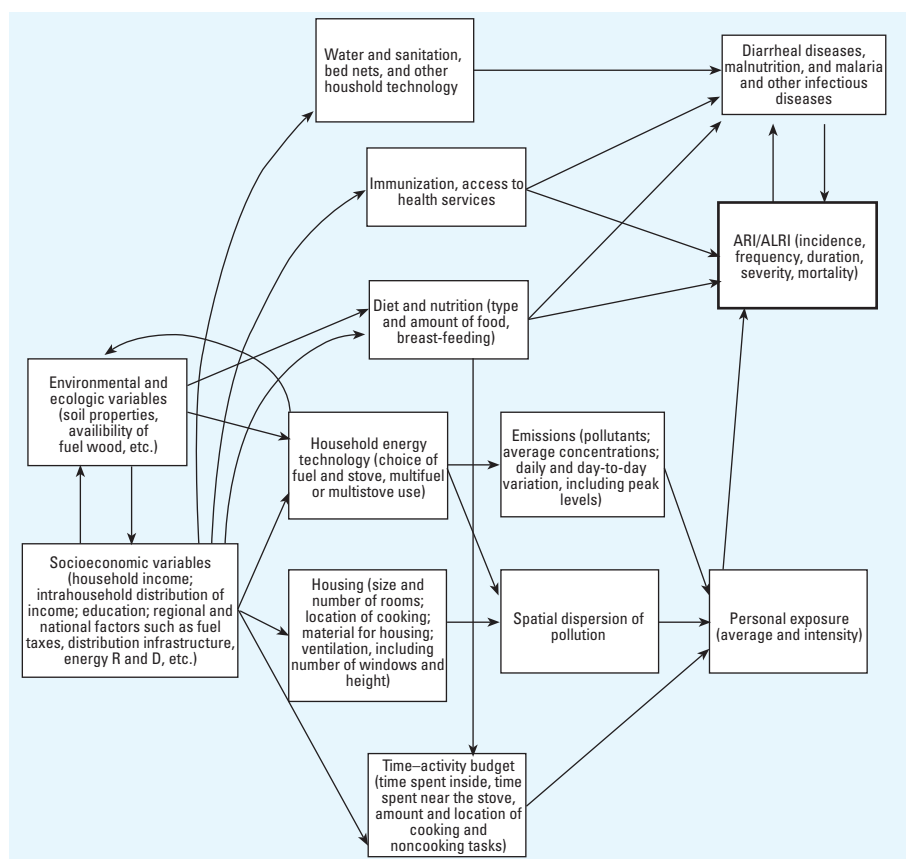 Water and sanitation,
bed nets, and other
houshold technology
Diarrheal diseases,
malnutrition, and malaria
and other infectious
diseases
Immunization, access to
health services
ARI/ALRI (incidence,
frequency, duration,
severity, mortality)
Diet and nutrition (type
and amount of food,
breast-feeding)
Environmental and
ecologic variables
(soil properties,
availibility of
fuel wood, etc.)
Household energy
technology (choice of
fuel and stove, multifuel
or multistove use)
Emissions (pollutants;
average concentrations;
daily and day-to-day
variation, including peak
levels)
Socioeconomic variables
(household income;
intrahousehold distribution of
income; education; regional and
national factors such as fuel
taxes, distribution infrastructure,
energy R and D, etc.)
Housing (size and
number of rooms;
location of cooking;
material for housing;
ventilation, including
number of windows and
height)
Spatial dispersion of
pollution
Personal exposure
(average and intensity)
Time–activity budget
(time spent inside, time
spent near the stove,
amount and location of
cooking and
noncooking tasks)